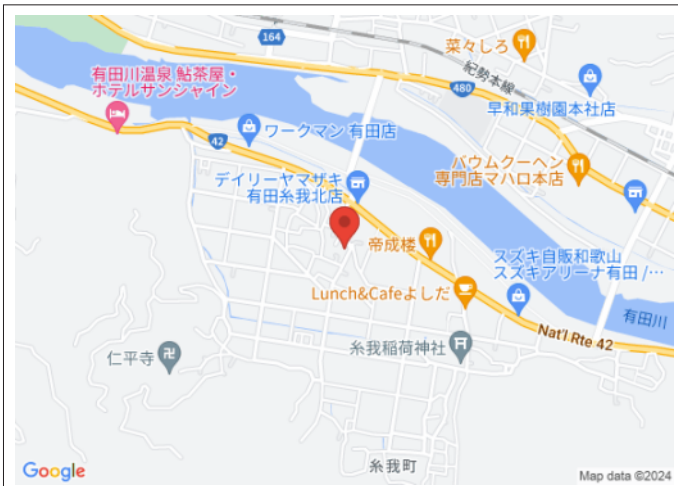 164
菜々しろ
紀勢本線
有田川温泉 鮎茶屋・
ホテルサンシャイン
480
早和果樹園本社店
42
ワークマン 有田店
バウムクーヘン
専門店マハロ本店
デイリーヤマザキ
有田糸我北店
帝成楼
スズキ自販和歌山
スズキアリーナ有田 /…
Lunch&Cafeよしだ
有田川
Nat'l Rte 42
糸我稲荷神社
仁平寺
糸我町
Google
Map data ©2024